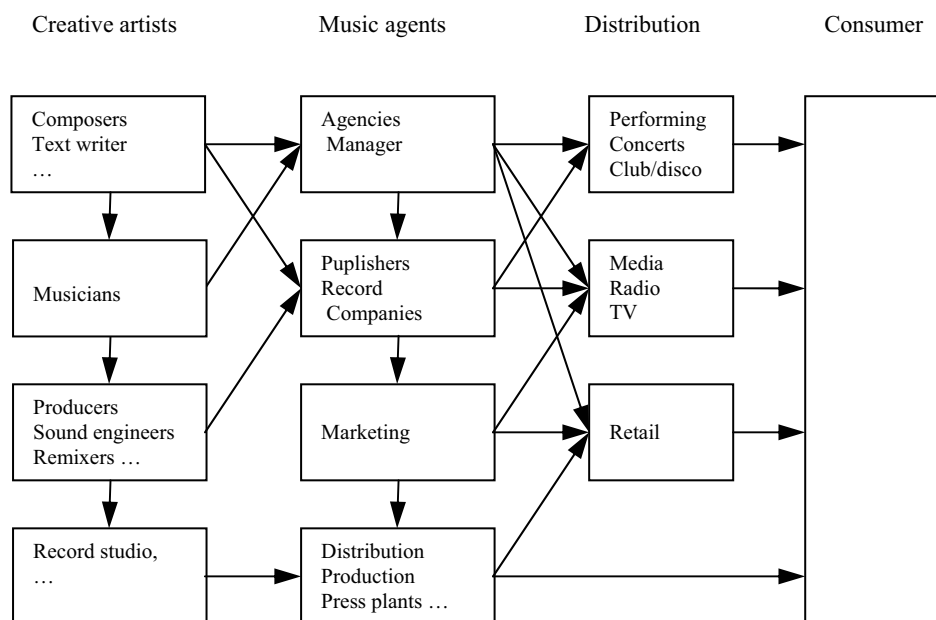 Creative artists
Music agents
Distribution
Consumer
Composers
Text writer
…
Agencies
Manager
Performing
Concerts
Club/disco
Musicians
Puplishers
Record
Companies
Media
Radio
TV
Producers
Sound engineers
Remixers …
Marketing
Retail
Record studio,
…
Distribution
Production
Press plants …